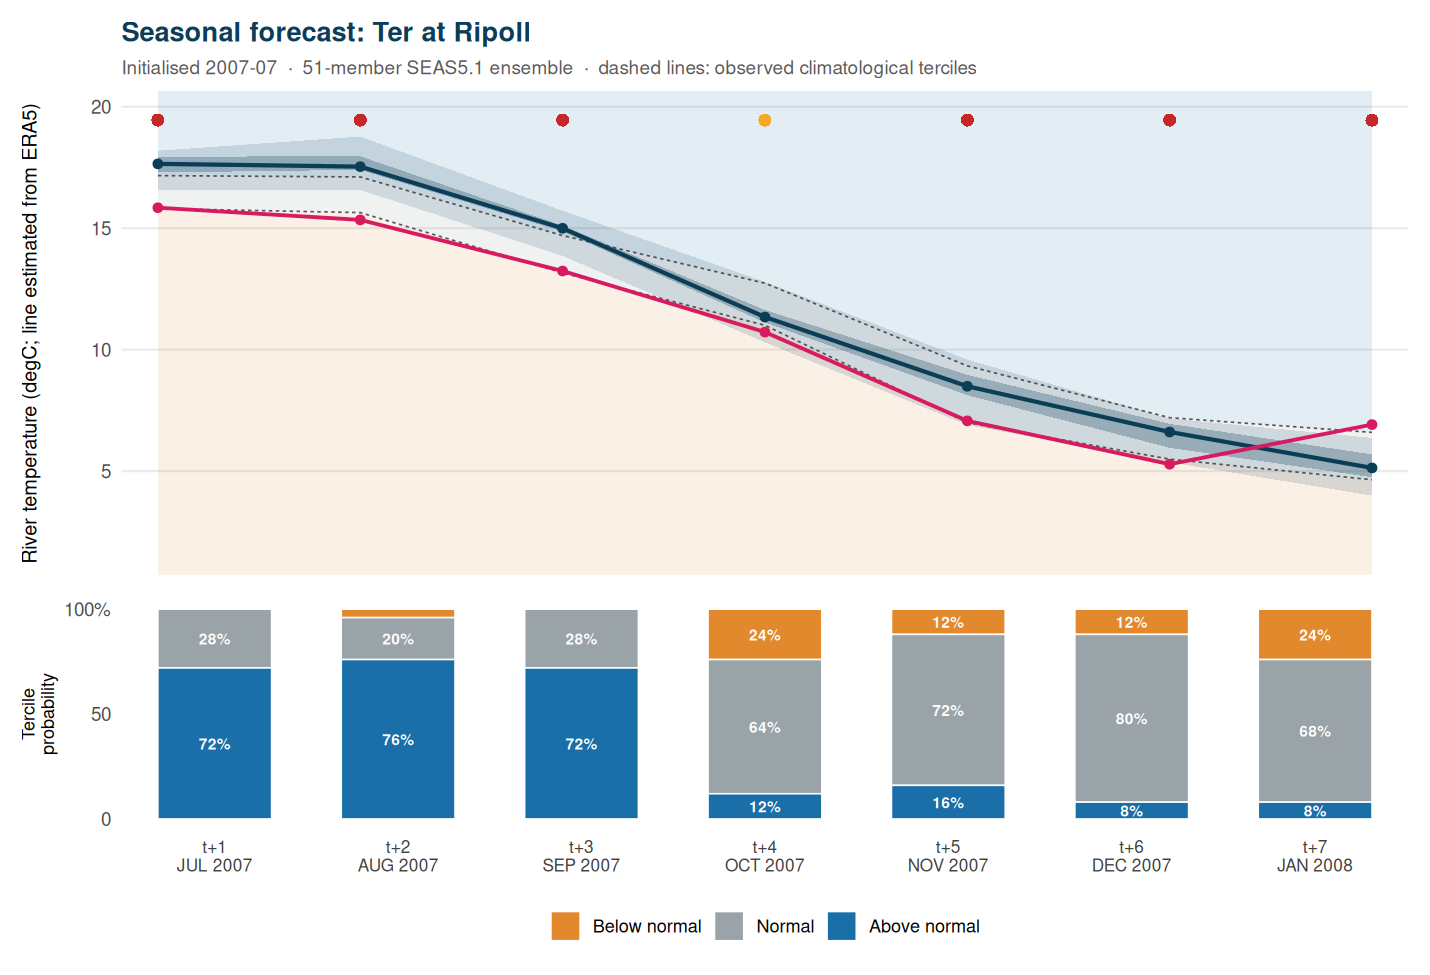 Seasonal forecast: Ter at Ripoll
Initialised 2007-07 · 51-member SEAS5.1 ensemble · dashed lines: observed climatological terciles
River temperature (degC; line estimated from ERA5)
20
15
10
5
Tercile
probability
100%
50
0
28%
20%
28%
24%
12%
12%
24%
72%
76%
72%
64%
72%
80%
68%
12%
16%
8%
8%
t+1
JUL 2007
t+2
AUG 2007
t+3
SEP 2007
t+4
OCT 2007
t+5
NOV 2007
t+6
DEC 2007
t+7
JAN 2008
Below normal
Normal
Above normal